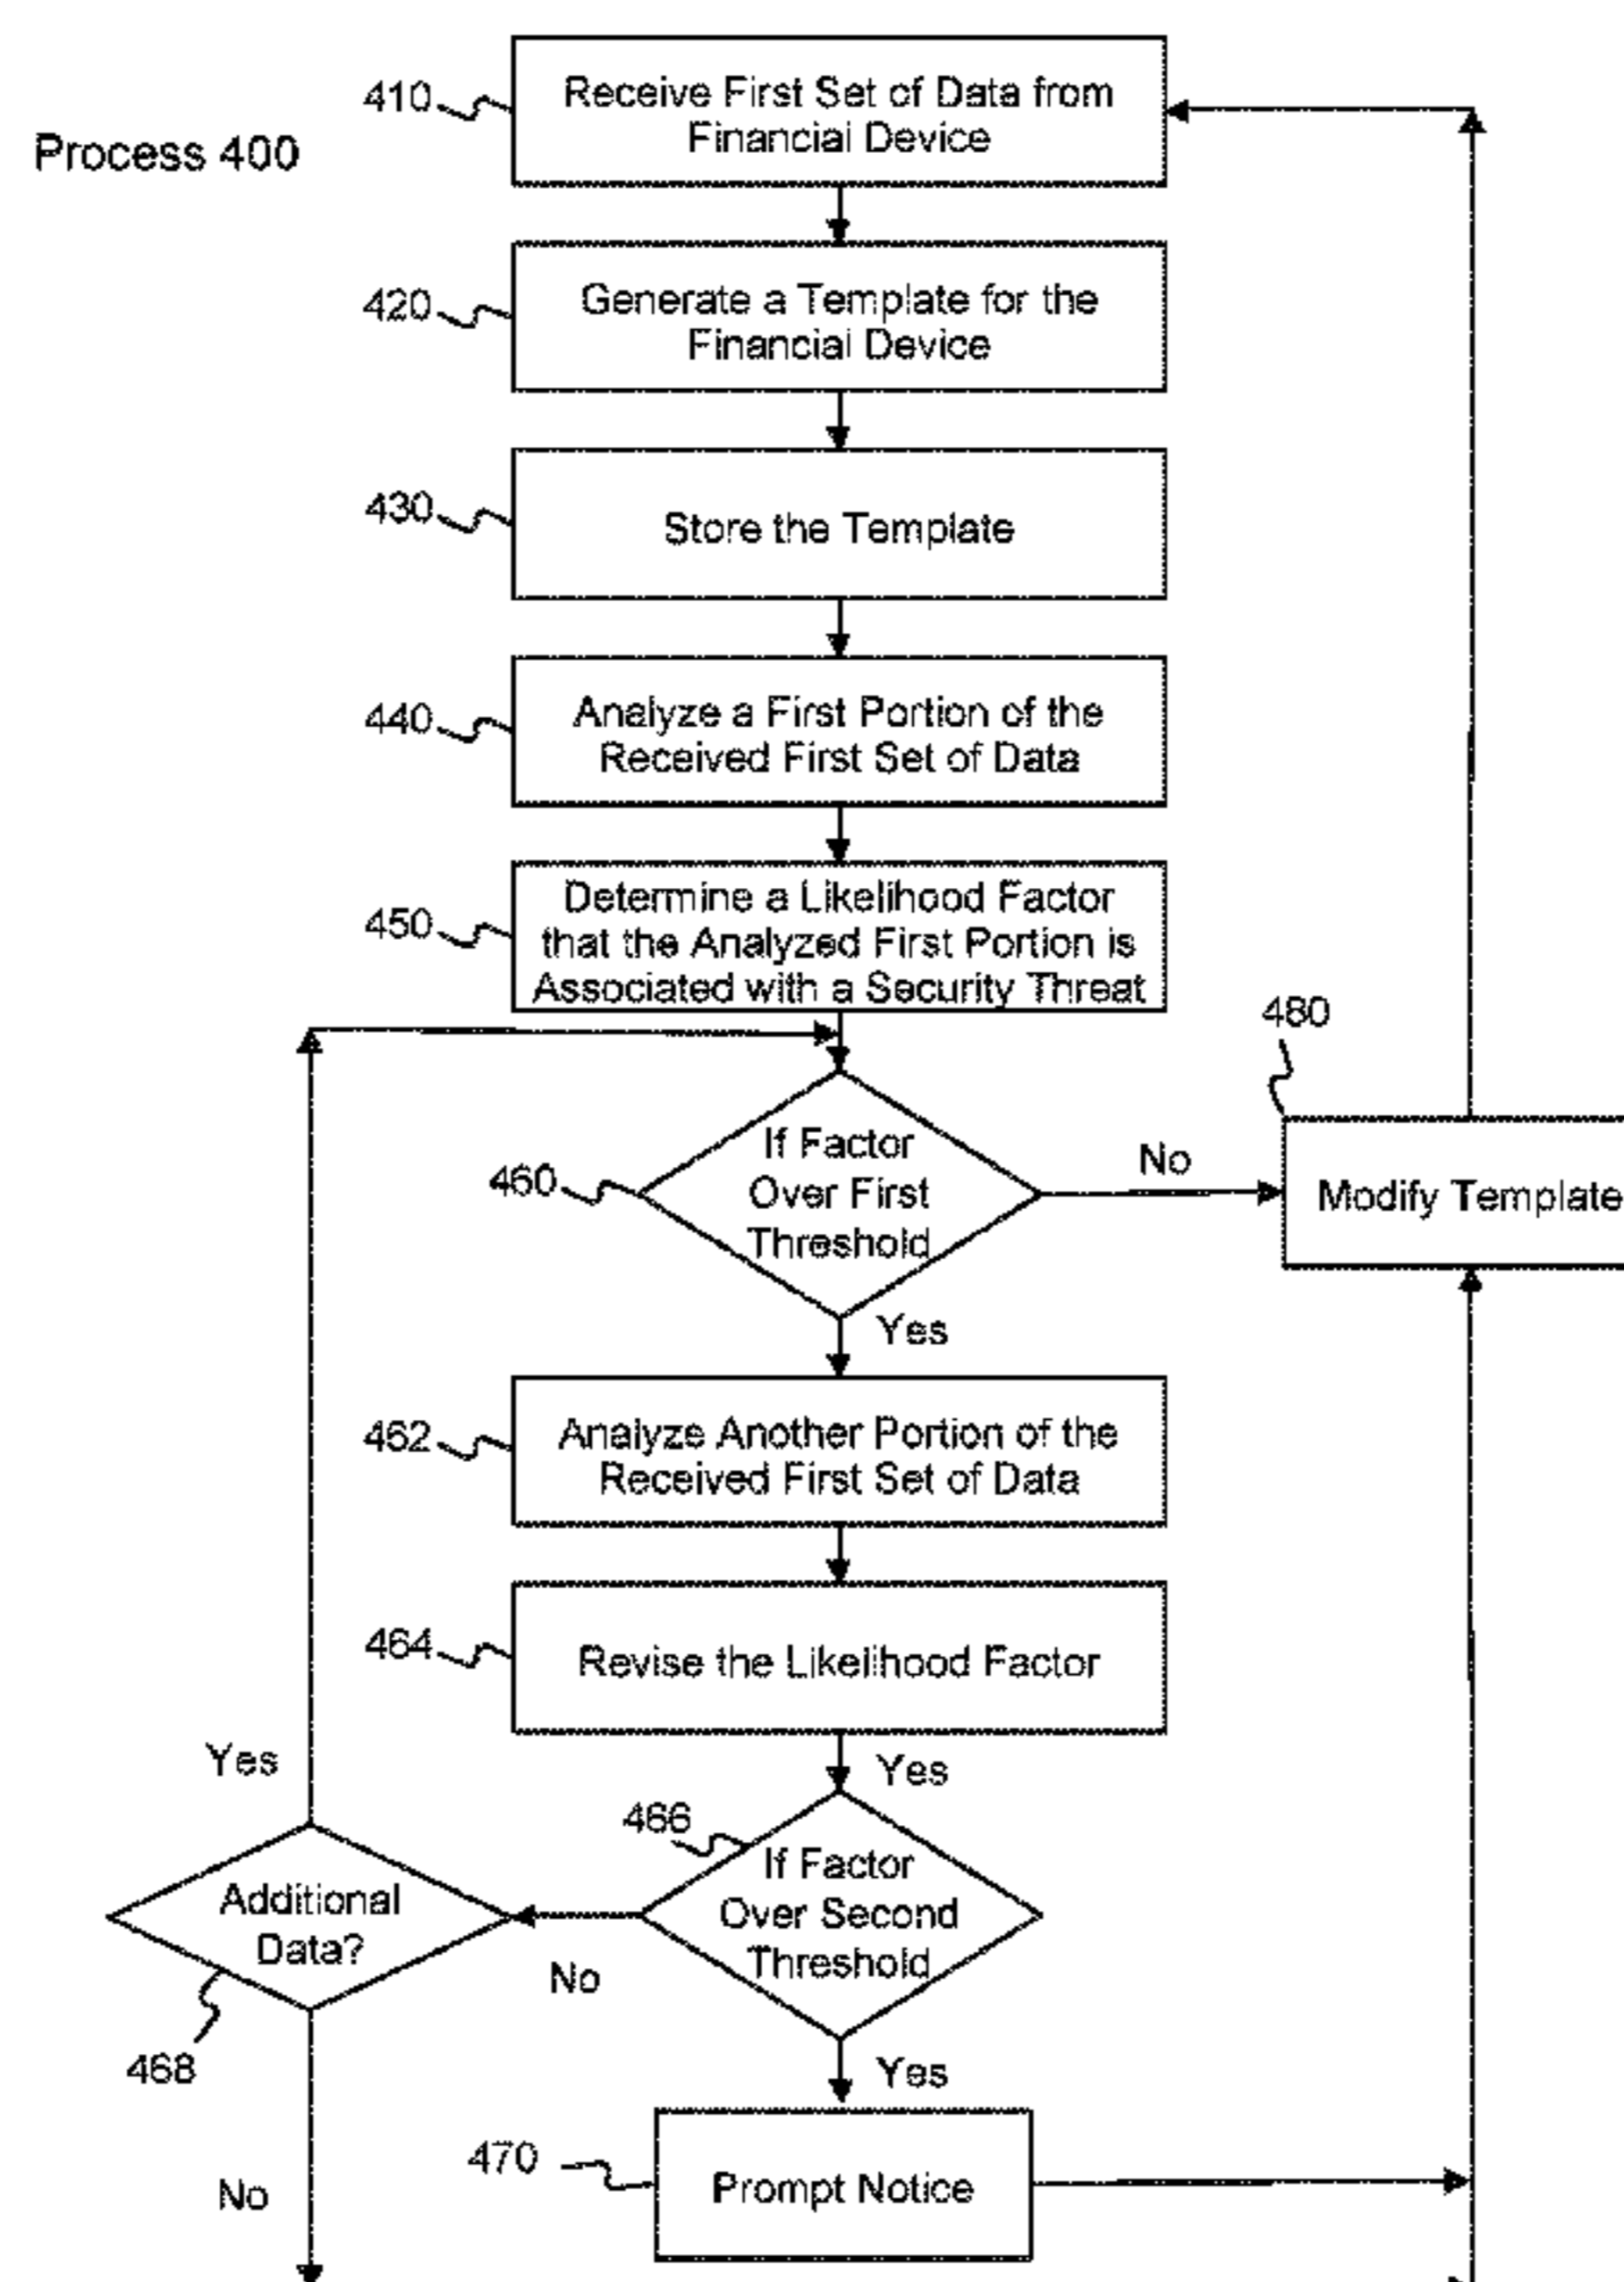 Process 400
410
Receive First Set of Data from
Financial Device
420
Generate a Template for the
Financial Device
430
Store the Template
440
Analyze a First Portion of the
Received First Set of Data
450
Determine a Likelihood Factor
that the Analyzed First Portion is
Associated with a Security Threat
460
If Factor
Over First
Threshold
No
480
Modify Template
Yes
462
Analyze Another Portion of the
Received First Set of Data
464
Revise the Likelihood Factor
Yes
466
If Factor
Over Second
Threshold
No
Additional
Data?
468
Yes
No
Yes
470
Prompt Notice